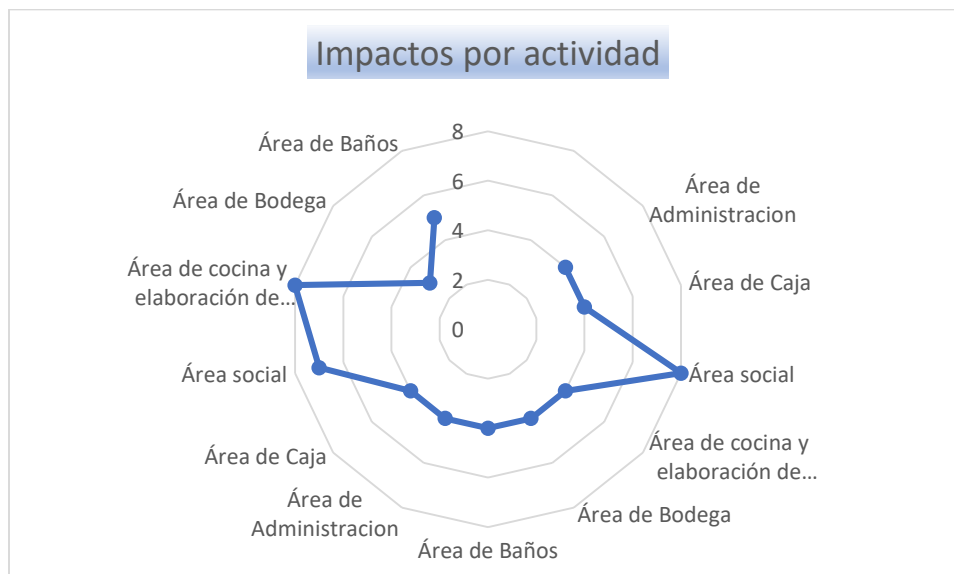 Impactos por actividad
8
6
4
2
0
Área de
Administracion
Área de Caja
Área social
Área de cocina y
elaboración de...
Área de Bodega
Área de Baños
Área de
Administracion
Área de Caja
Área social
Área de cocina y
elaboración de...
Área de Bodega
Área de Baños